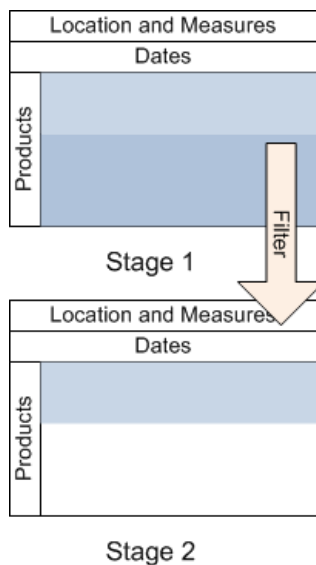 Location and Measures
Dates
Products
Stage 1
Filter
Location and Measures
Dates
Products
Stage 2